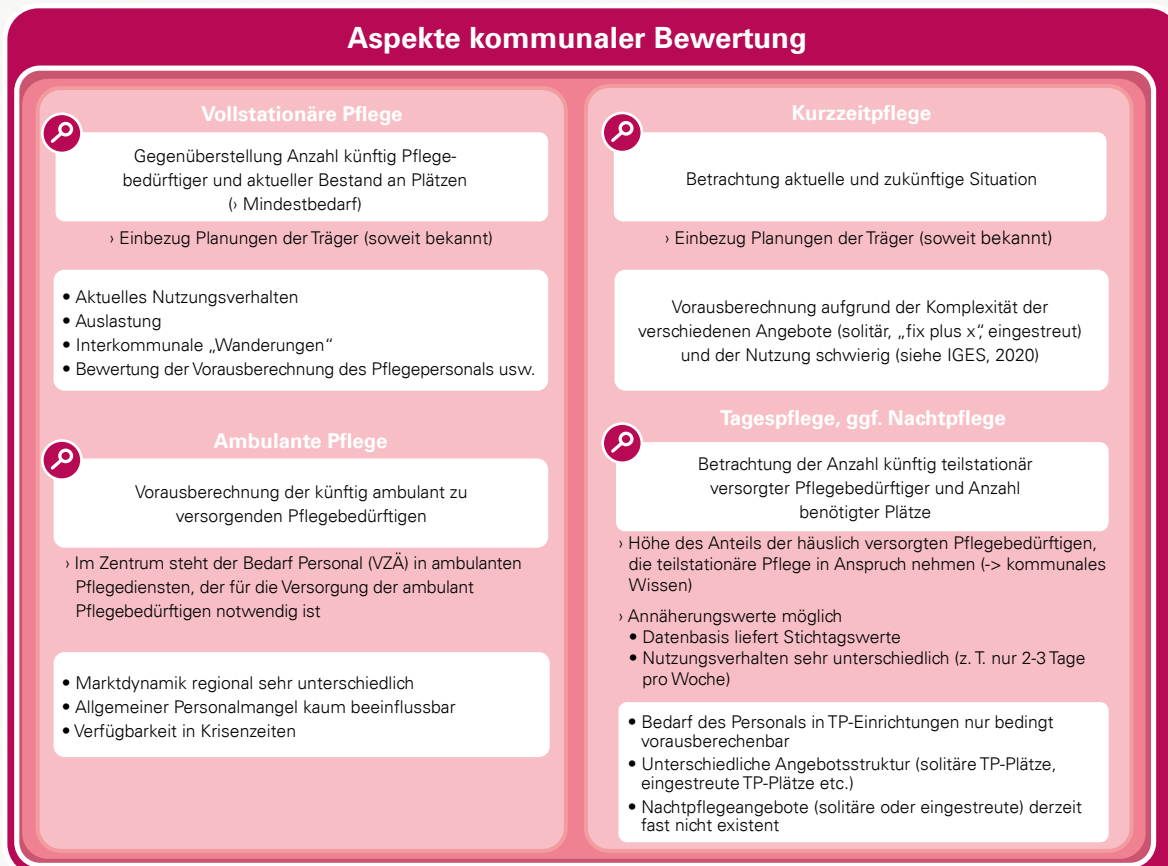 Aspekte kommunaler Bewertung
Vollstationäre Pflege
Gegenüberstellung Anzahl künftig Pflege-
bedürftiger und aktueller Bestand an Plätzen
(› Mindestbedarf)
› Einbezug Planungen der Träger (soweit bekannt)
• Aktuelles Nutzungsverhalten
• Auslastung
• Interkommunale „Wanderungen“
• Bewertung der Vorausberechnung des Pflegepersonals usw.
Ambulante Pflege
Vorausberechnung der künftig ambulant zu
versorgenden Pflegebedürftigen
› Im Zentrum steht der Bedarf Personal (VZÄ) in ambulanten
Pflegediensten, der für die Versorgung der ambulant
Pflegebedürftigen notwendig ist
• Marktdynamik regional sehr unterschiedlich
• Allgemeiner Personalmangel kaum beeinflussbar
• Verfügbarkeit in Krisenzeiten
Kurzzeitpflege
Betrachtung aktuelle und zukünftige Situation
› Einbezug Planungen der Träger (soweit bekannt)
Vorausberechnung aufgrund der Komplexität der
verschiedenen Angebote (solitär, „fix plus x“, eingestreut)
und der Nutzung schwierig (siehe IGES, 2020)
Tagespflege, ggf. Nachtpflege
Betrachtung der Anzahl künftig teilstationär
versorgter Pflegebedürftiger und Anzahl
benötigter Plätze
› Höhe des Anteils der häuslich versorgten Pflegebedürftigen,
die teilstationäre Pflege in Anspruch nehmen (-> kommunales
Wissen)
› Annäherungswerte möglich
• Datenbasis liefert Stichtagswerte
• Nutzungsverhalten sehr unterschiedlich (z. T. nur 2-3 Tage
pro Woche)
• Bedarf des Personals in TP-Einrichtungen nur bedingt
vorausberechenbar
• Unterschiedliche Angebotsstruktur (solitäre TP-Plätze,
eingestreute TP-Plätze etc.)
• Nachtpflegeangebote (solitäre oder eingestreute) derzeit
fast nicht existent